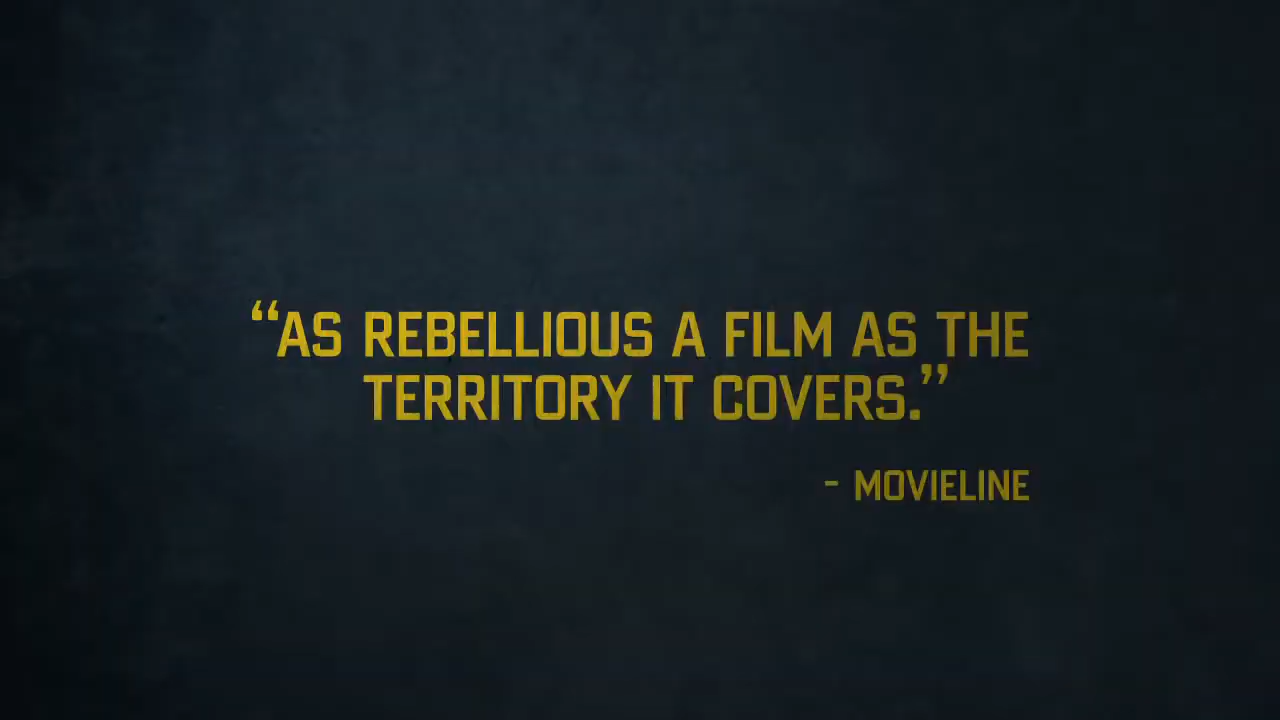 “AS REBELLIOUS A FILM AS THE
TERRITORY IT COVERS.”
- MOVIELINE